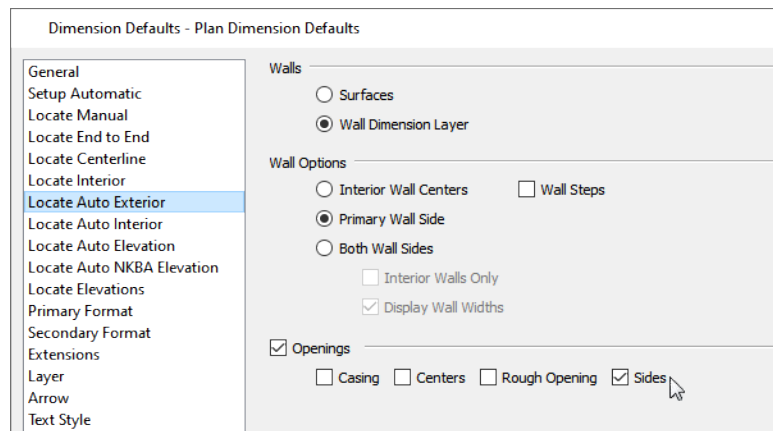 Dimension Defaults - Plan Dimension Defaults
General
Setup Automatic
Locate Manual
Locate End to End
Locate Centerline
Locate Interior
Locate Auto Exterior
Locate Auto Interior
Locate Auto Elevation
Locate Auto NKBA Elevation
Locate Elevations
Primary Format
Secondary Format
Extensions
Layer
Arrow
Text Style
Walls
Surfaces
Wall Dimension Layer
Wall Options
Interior Wall Centers Wall Steps
Primary Wall Side
Both Wall Sides
Interior Walls Only
Display Wall Widths
Openings
Casing Centers Rough Opening Sides